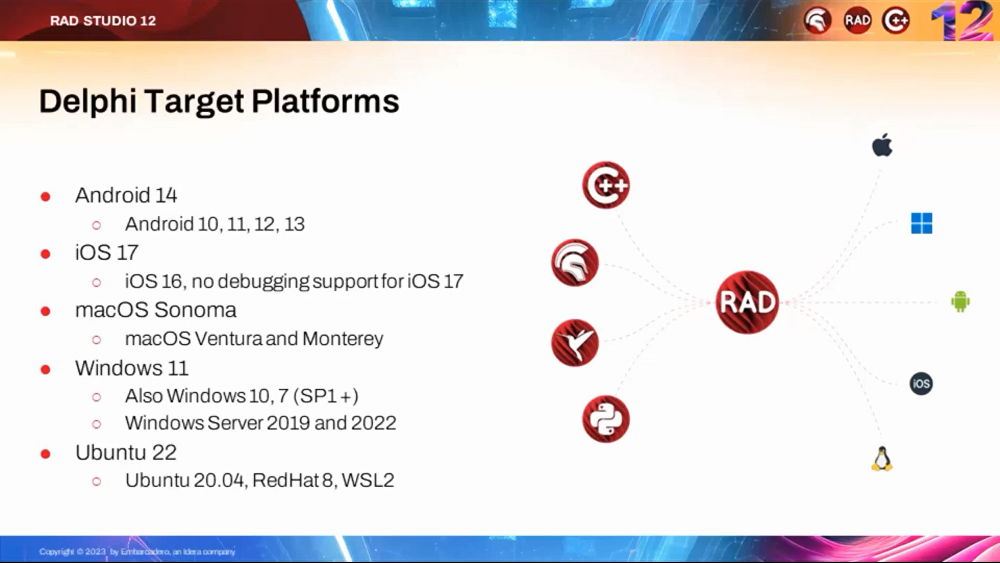 RAD STUDIO 12
RAD
C++
12
Delphi Target Platforms
Android 14
Android 10, 11, 12, 13
iOS 17
iOS 16, no debugging support for iOS 17
macOS Sonoma
macOS Ventura and Monterey
Windows 11
Also Windows 10, 7 (SP1 +)
Windows Server 2019 and 2022
Ubuntu 22
Ubuntu 20.04, RedHat 8, WSL2
C++
RAD
iOS
Copyright © 2023 by Embarcadero, an Idera company